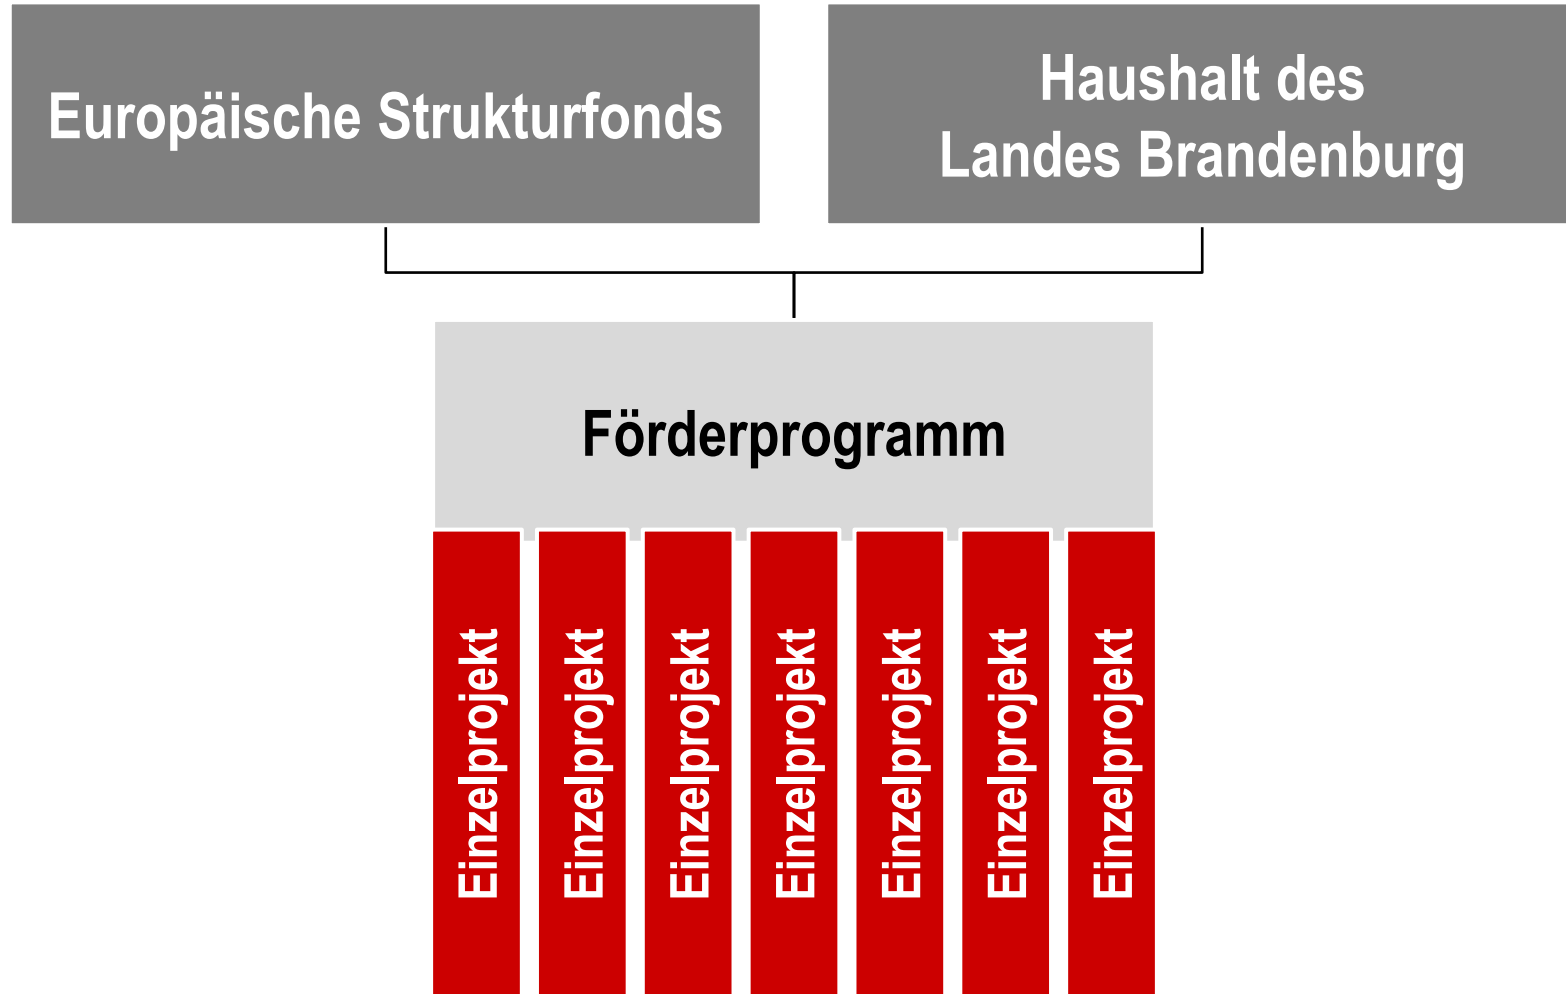 Europäische Strukturfonds
Haushalt des
Landes Brandenburg
Förderprogramm
Einzelprojekt
Einzelprojekt
Einzelprojekt
Einzelprojekt
Einzelprojekt
Einzelprojekt
Einzelprojekt